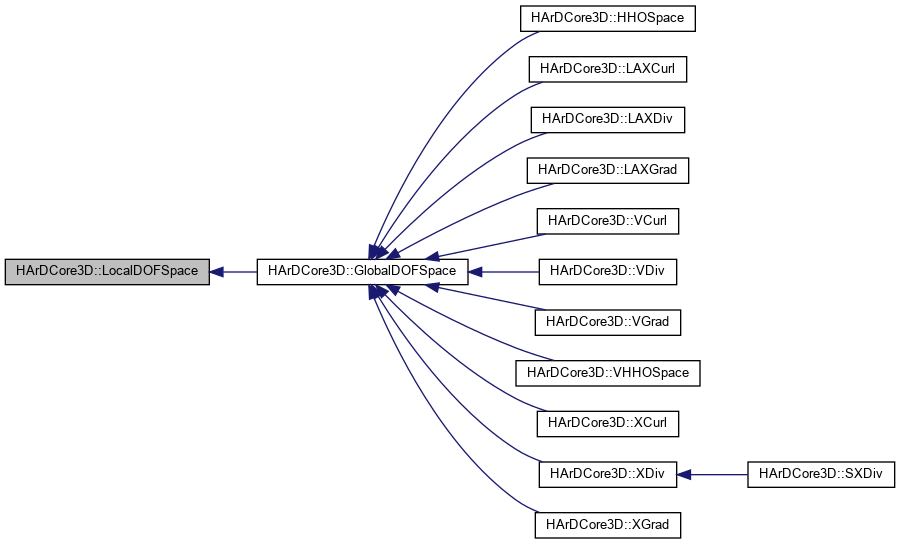 HArDCore3D::HHOSpace
HArDCore3D::LAXCurl
HArDCore3D::LAXDiv
HArDCore3D::LAXGrad
HArDCore3D::VCurl
HArDCore3D::LocalDOFSpace
HArDCore3D::GlobalDOFSpace
HArDCore3D::VDiv
HArDCore3D::VGrad
HArDCore3D::VHHOSpace
HArDCore3D::XCurl
HArDCore3D::XDiv
HArDCore3D::SXDiv
HArDCore3D::XGrad